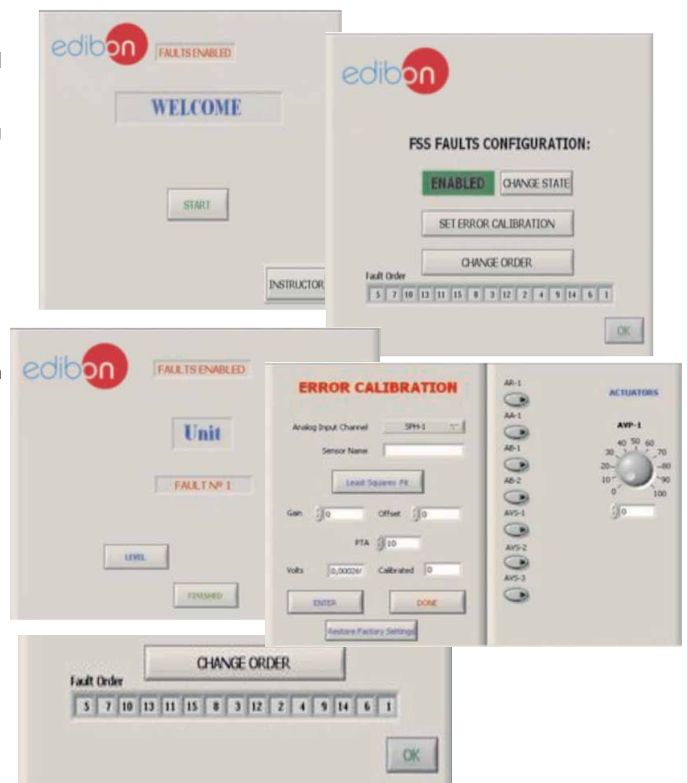 edibon FAULTS ENABLED
WELCOME
START
INSTRUCTOR
edibon
FSS FAULTS CONFIGURATION:
ENABLED CHANGE STATE
SET ERROR CALIBRATION
CHANGE ORDER
Fault Order
5 7 10 13 11 15 8 3 12 2 4 9 14 6 1
OK
edibon FAULTS ENABLED
Unit
FAULT Nº 1
LEVEL
FINISHED
ERROR CALIBRATION
Analog Input Channel SPH-1
Sensor Name
Least Squares Fit
Gain 0 Offset 0
PTA 10
Volts Calibrated 0
ENTER DONE
Restore Factory Settings
AR-1
AA-1
AB-1
AB-2
AVS-1
AVS-2
AVS-3
ACTUATORS
AVP-1
0 10 20 30 40 50 60 70 80 90 100
0
CHANGE ORDER
Fault Order
5 7 10 13 11 15 8 3 12 2 4 9 14 6 1
OK